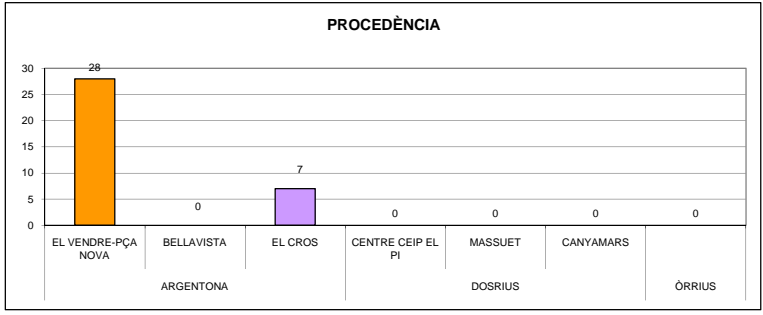 PROCEDÈNCIA
30
25
20
15
10
5
0
28
0
7
0
0
0
0
EL VENDRE-PÇA
NOVA
BELLAVISTA
EL CROS
CENTRE CEIP EL
PI
MASSUET
CANYAMARS
ARGENTONA
DOSRIUS
ÒRRIUS